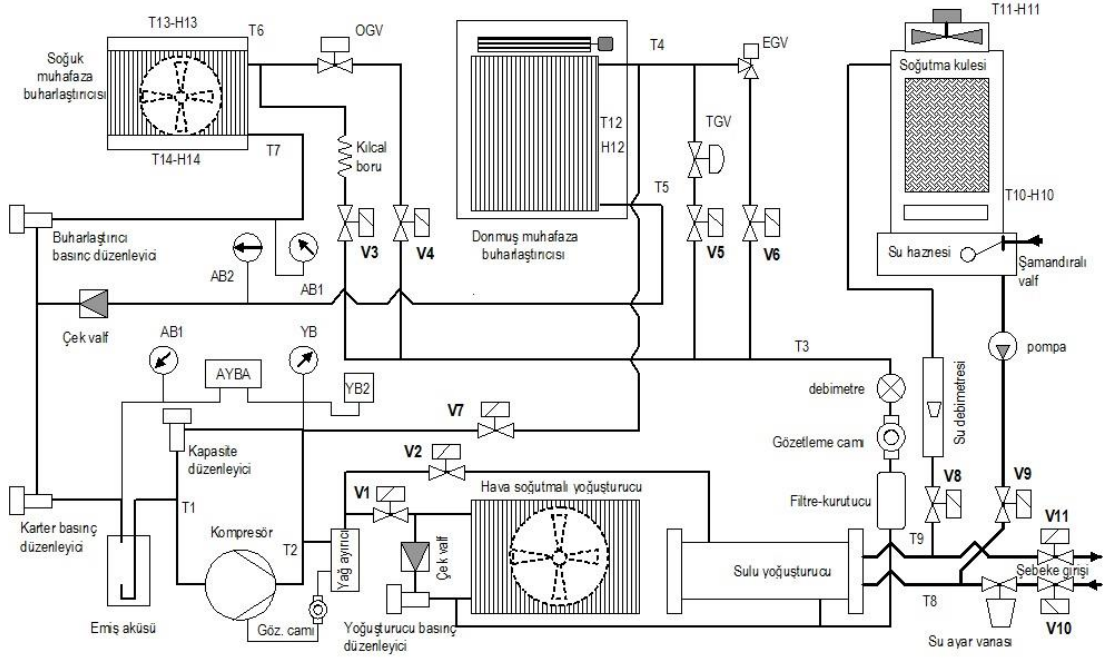 T13-H13
T6
OGV
T4
EGV
T11-H11
Soğuk
muhafaza
buharlaştırıcısı
Soğutma kulesi
T14-H14
T7
Kılcal
boru
T12
H12
TGV
T5
T10-H10
Buharlaştırıcı
basınç düzenleyici
V3
V4
Donmuş muhafaza
buharlaştırıcısı
V5
V6
Su haznesi
Şamandıralı
valf
AB2
AB1
Çek valf
AB1
YB
T3
pompa
AYBA
YB2
debimetre
Su debimetresi
V7
Kapasite
düzenleyici
Gözetleme camı
V2
V8
V9
T1
V1
Hava soğutmalı yoğuşturucu
Filtre-kurutucu
Karter basınç
düzenleyici
Kompresör
T2
Yağ ayırıcı
Çek valf
T9
V11
Sulu yoğuşturucu
Şebeke girişi
T8
Emiş aküsü
Göz. camı
Yoğuşturucu basınç
düzenleyici
Su ayar vanası
V10